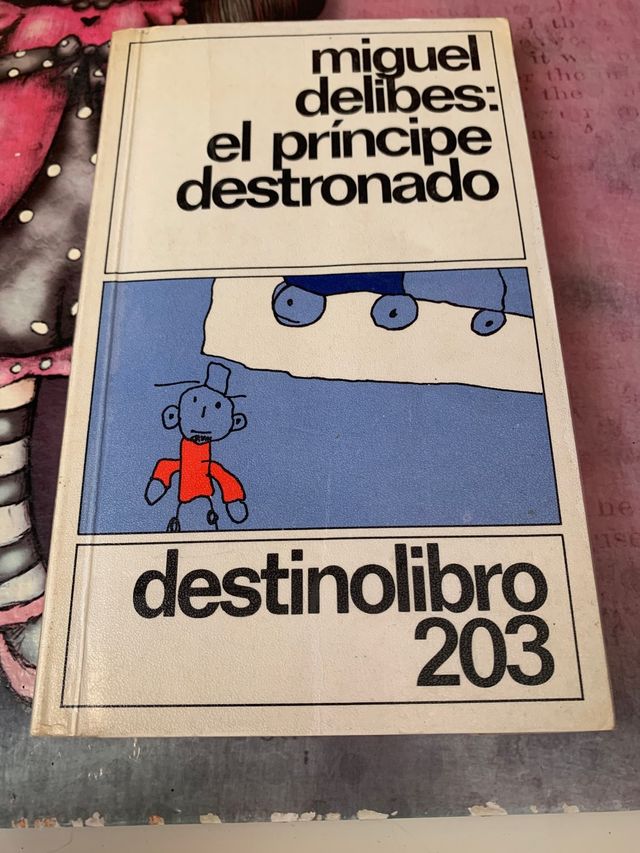 miguel
delibes:
el príncipe
destronado
destinolibro
203